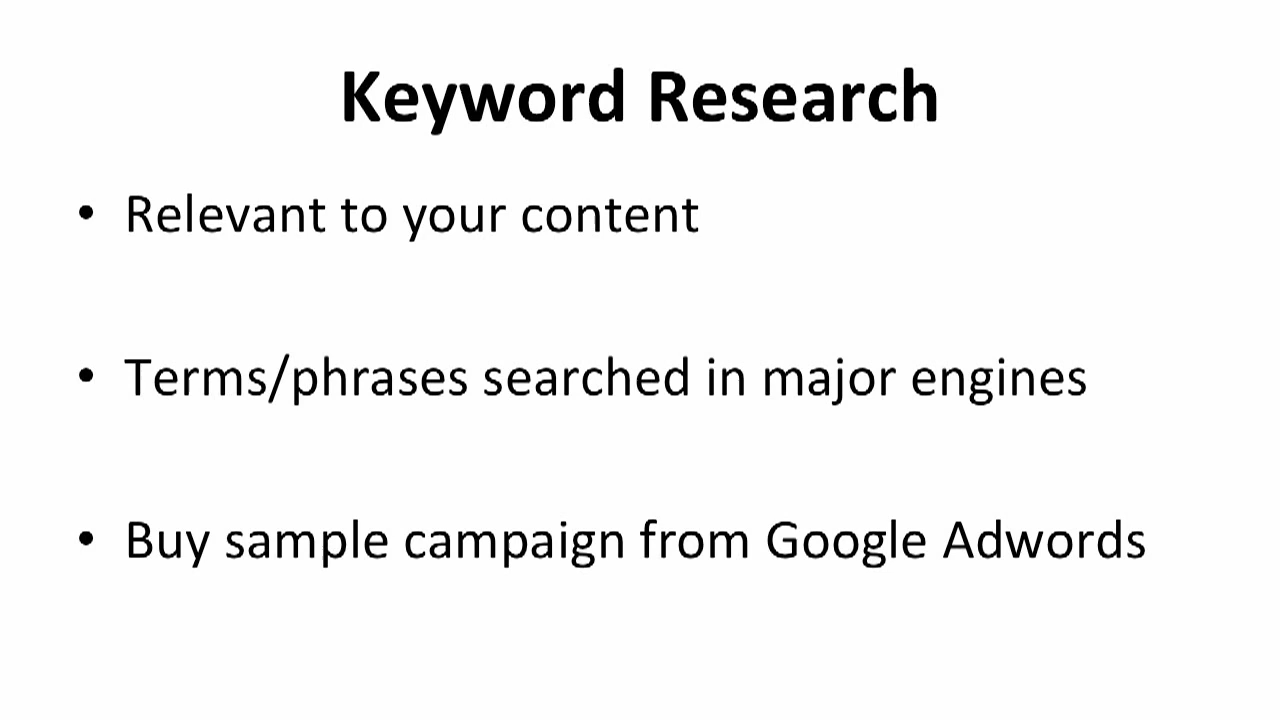 Keyword Research
• Relevant to your content
• Terms/phrases searched in major engines
• Buy sample campaign from Google Adwords